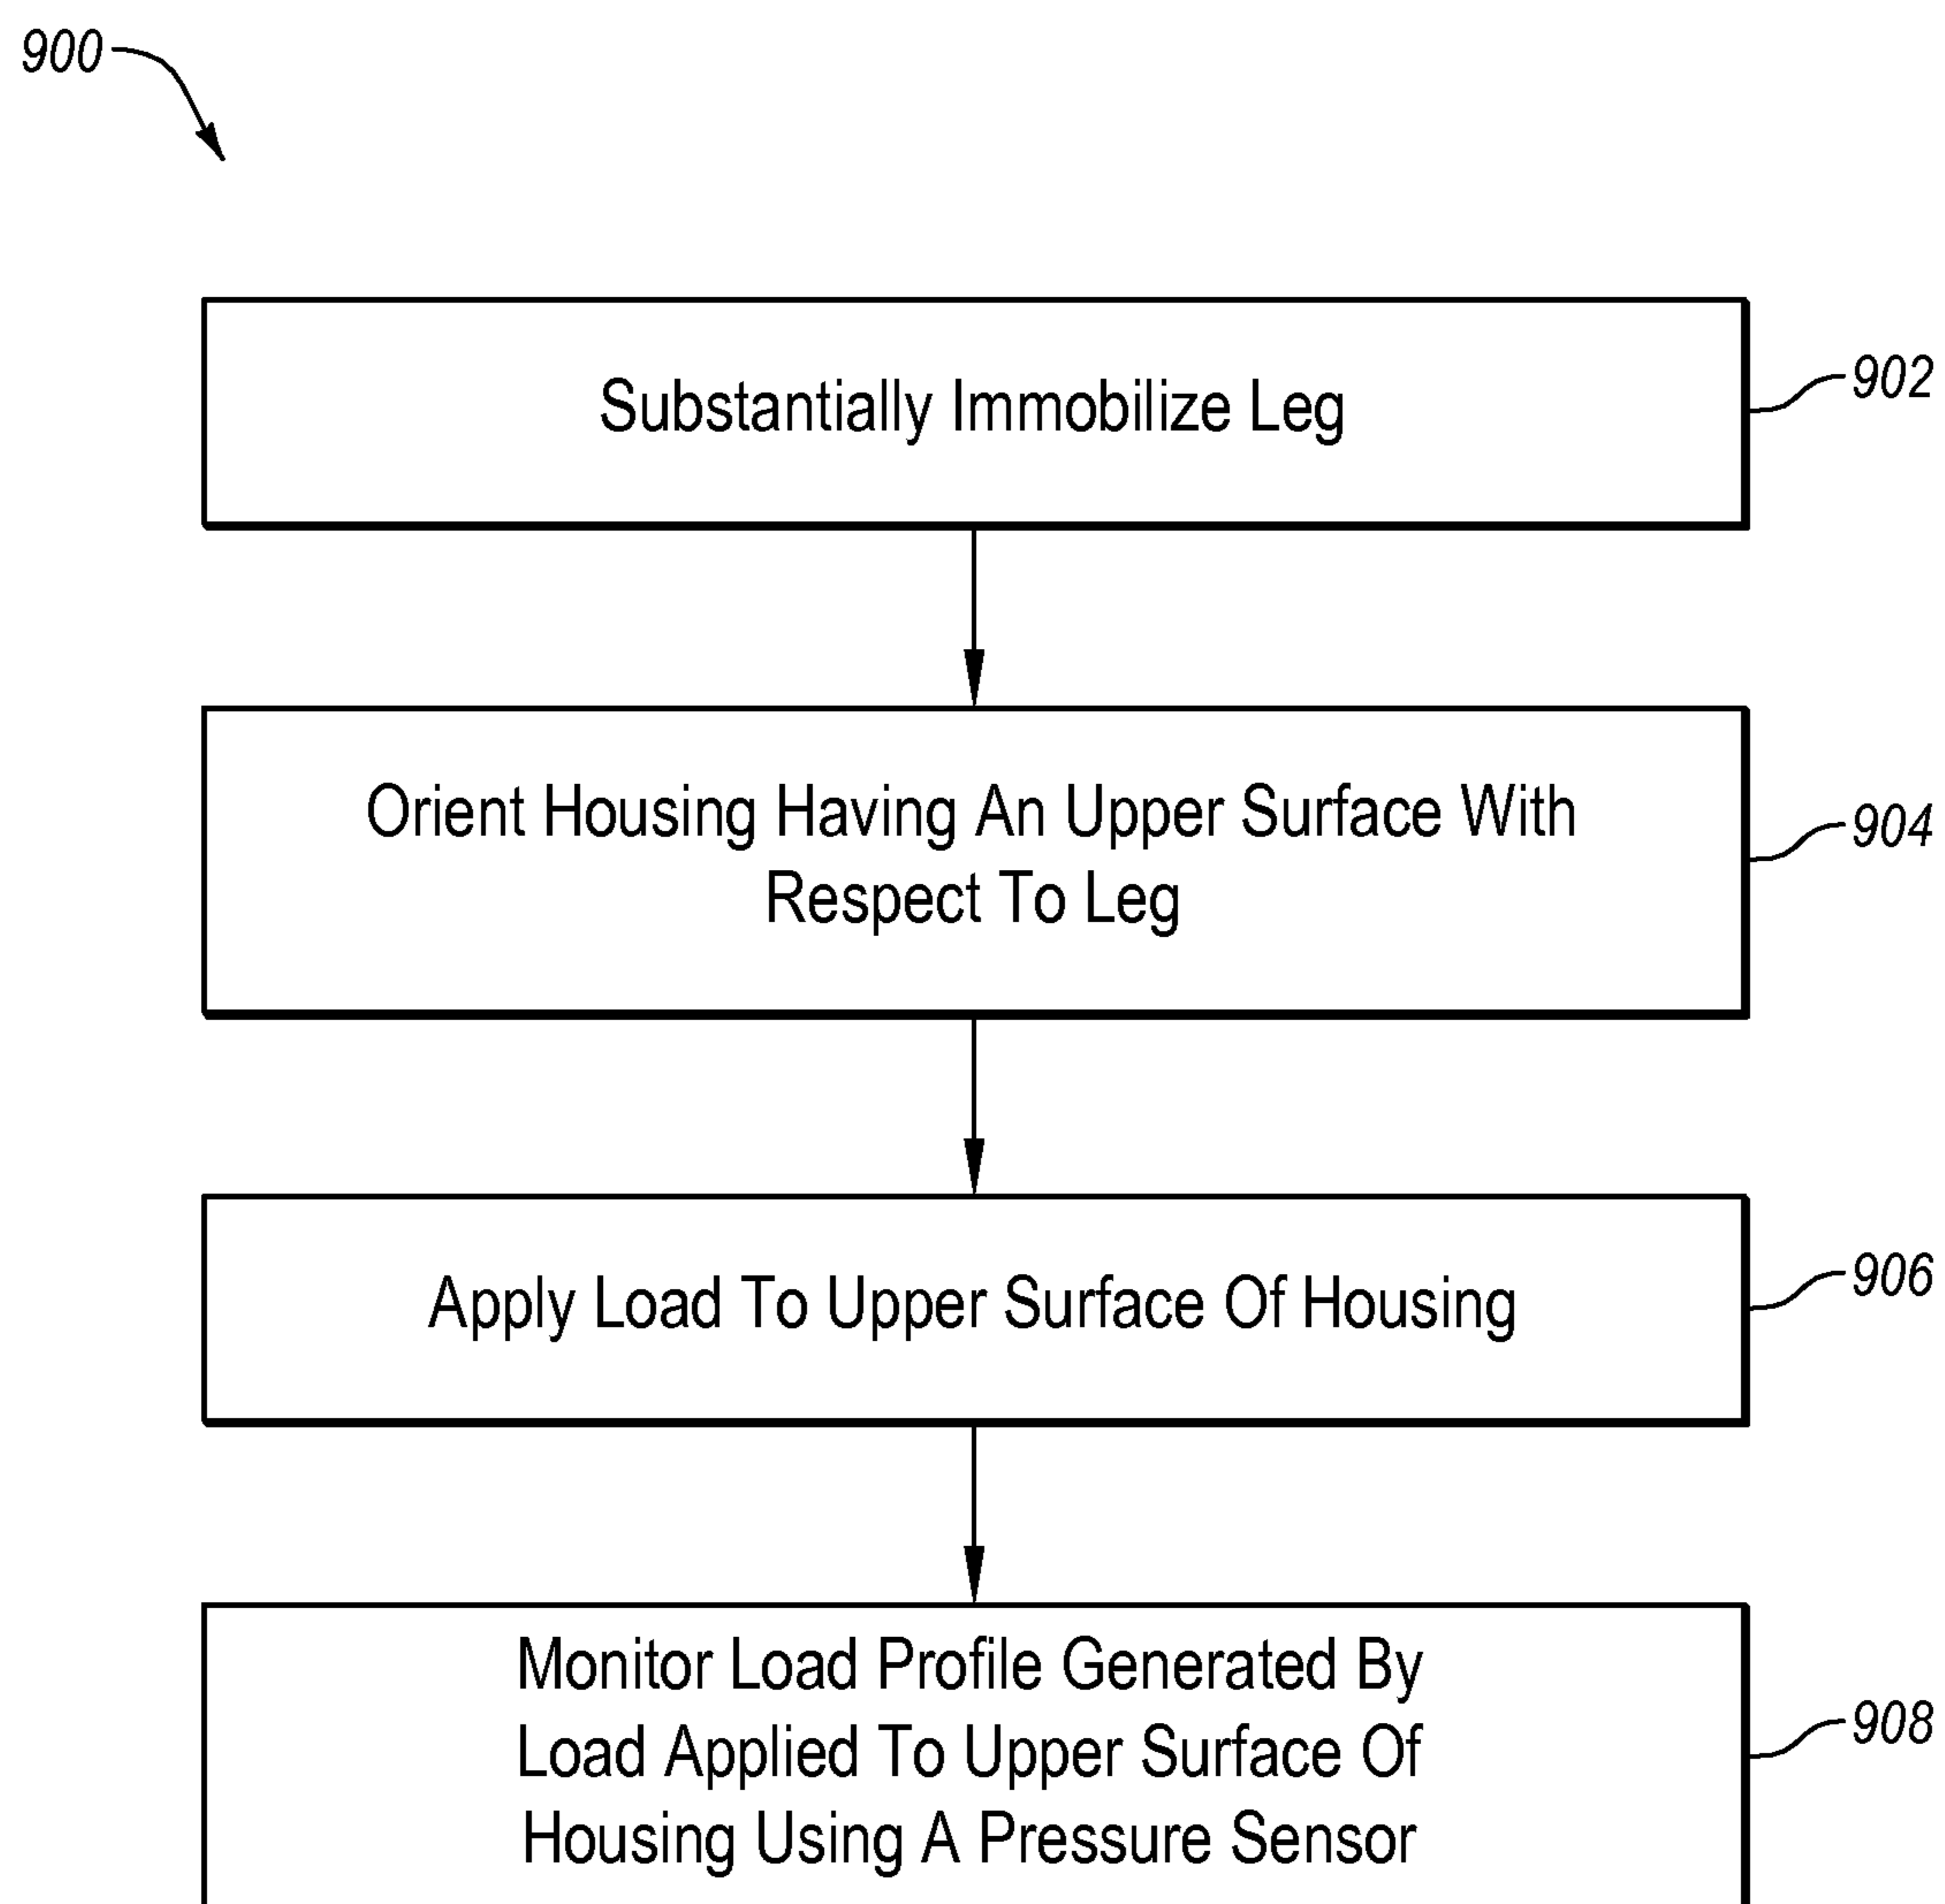 900
Substantially Immobilize Leg
902
Orient Housing Having An Upper Surface With
Respect To Leg
904
Apply Load To Upper Surface Of Housing
906
Monitor Load Profile Generated By
Load Applied To Upper Surface Of
Housing Using A Pressure Sensor
908